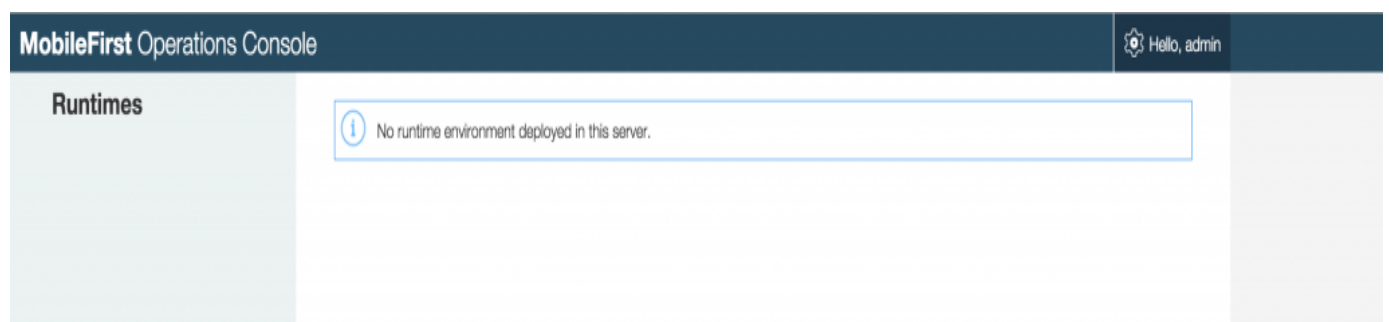 MobileFirst Operations Console
Hello, admin
Runtimes
No runtime environment deployed in this server.